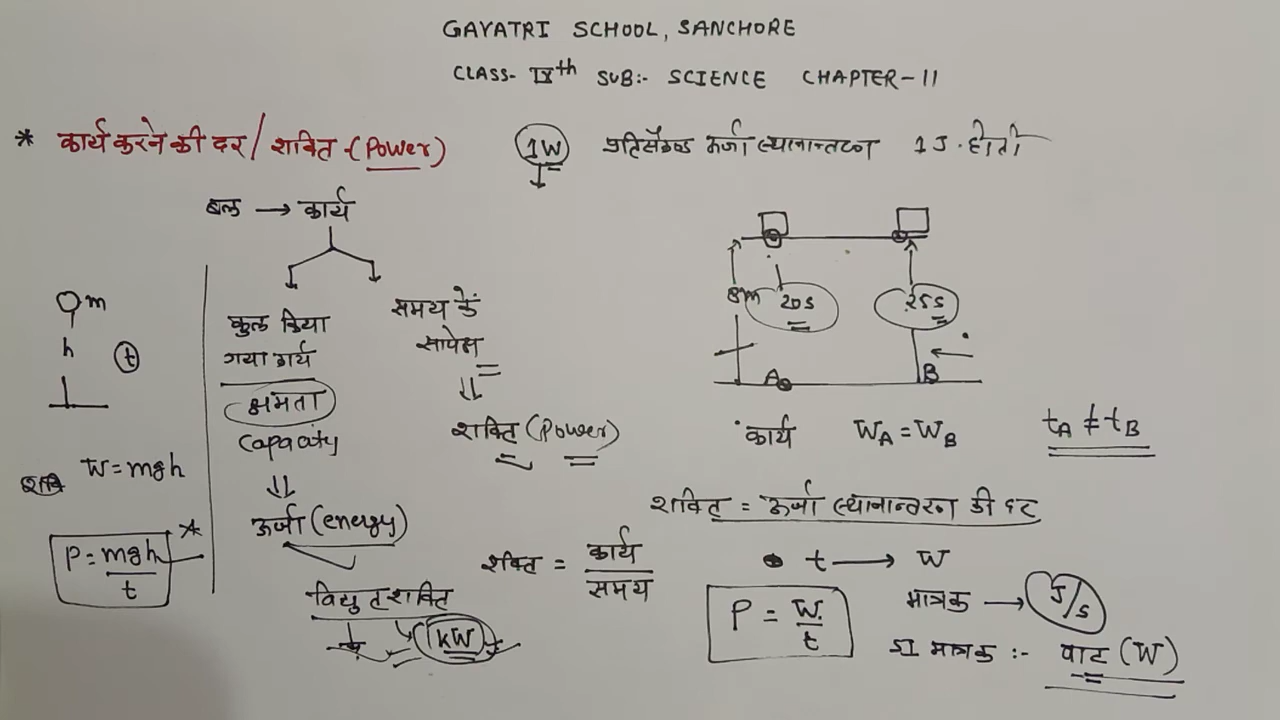 GAYATRI SCHOOL, SANCHORE
CLASS- IXth SUB:- SCIENCE CHAPTER-11
* कार्य करने की दर / शक्ति - (Power)
1W प्रतिसेकण्ड ऊर्जा स्थानान्तरण 1 J. होती
बल → कार्य
कुल किया
गया कार्य
क्षमता
capacity
ऊर्जा (energy)
विद्युत शक्ति
kW
समय के
सापेक्ष
शक्ति (Power)
m
h
t
W = mgh
P = mgh/t
8m 20s 25s
A B
कार्य WA = WB tA ≠ tB
शक्ति = ऊर्जा स्थानान्तरण की दर
शक्ति = कार्य/समय
t → W
P = W/t
मात्रक → J/s
SI मात्रक :- वाट (W)